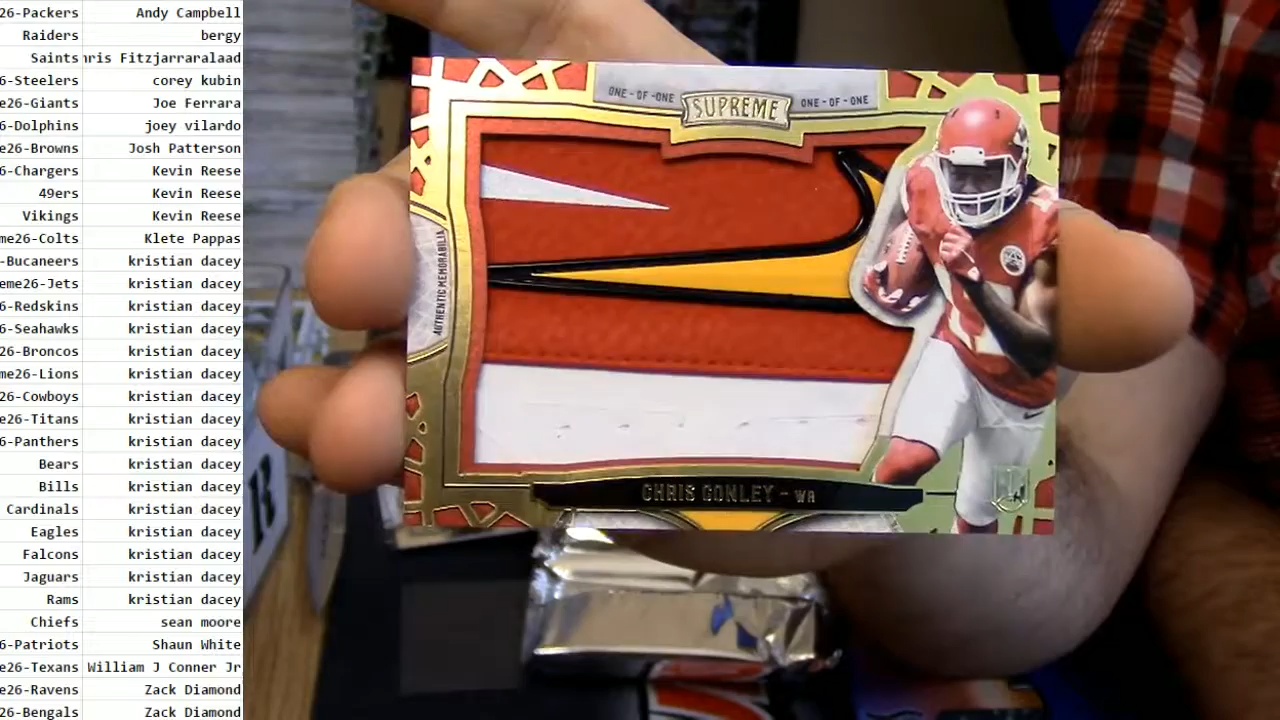 26-Packers Andy Campbell
Raiders bergy
Saints ris Fitzjarraralaad
6-Steelers corey kubin
e26-Giants Joe Ferrara
6-Dolphins joey vilardo
e26-Browns Josh Patterson
6-Chargers Kevin Reese
49ers Kevin Reese
Vikings Kevin Reese
me26-Colts Klete Pappas
-Bucaneers kristian dacey
eme26-Jets kristian dacey
6-Redskins kristian dacey
6-Seahawks kristian dacey
26-Broncos kristian dacey
me26-Lions kristian dacey
26-Cowboys kristian dacey
e26-Titans kristian dacey
6-Panthers kristian dacey
Bears kristian dacey
Bills kristian dacey
Cardinals kristian dacey
Eagles kristian dacey
Falcons kristian dacey
Jaguars kristian dacey
Rams kristian dacey
Chiefs sean moore
6-Patriots Shaun White
e26-Texans William J Conner Jr
e26-Ravens Zack Diamond
26-Bengals Zack Diamond
ONE-OF-ONE SUPREME ONE-OF-ONE
AUTHENTIC MEMORABILIA
CHRIS CONLEY - WR